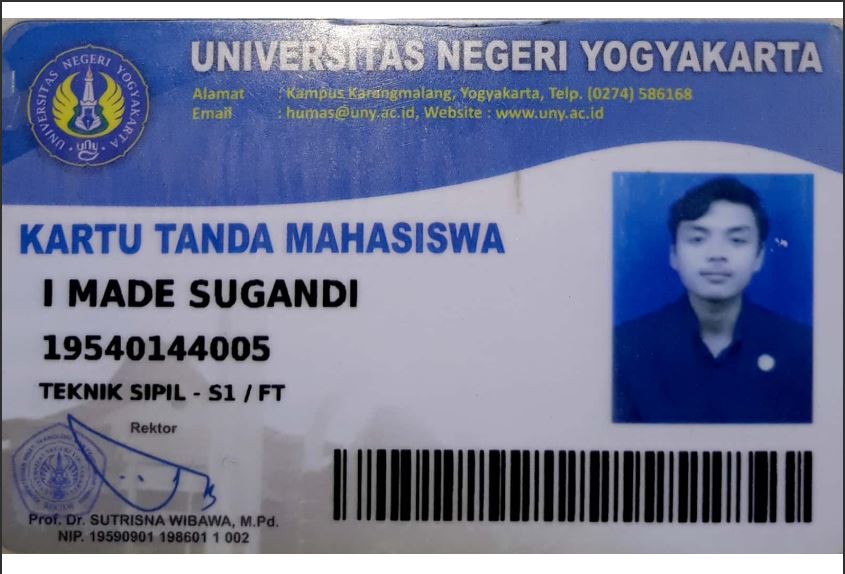 UNIVERSITAS NEGERI YOGYAKARTA
Alamat : Kampus Karangmalang, Yogyakarta, Telp. (0274) 586168
Email : humas@uny.ac.id, Website : www.uny.ac.id
UNIVERSITAS NEGERI YOGYAKARTA
uny
KARTU TANDA MAHASISWA
I MADE SUGANDI
19540144005
TEKNIK SIPIL - S1 / FT
Rektor
Prof. Dr. SUTRISNA WIBAWA, M.Pd.
NIP. 19590901 198601 1 002